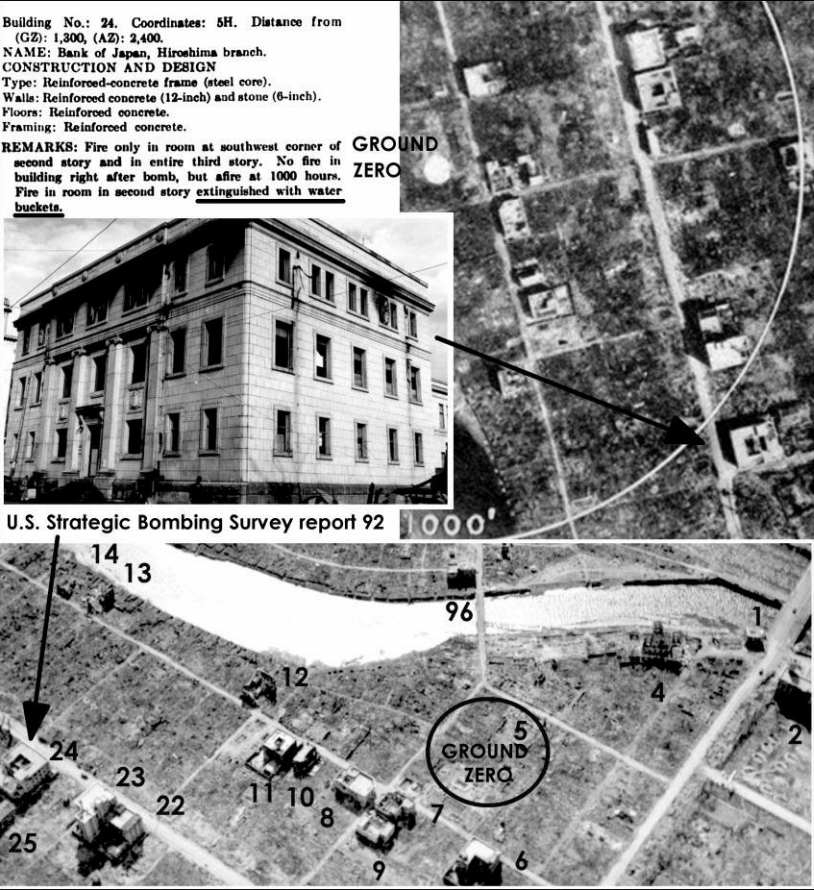 Building No.: 24. Coordinates: 5H. Distance from
(GZ): 1,300, (AZ): 2,400.
NAME: Bank of Japan, Hiroshima branch.
CONSTRUCTION AND DESIGN
Type: Reinforced-concrete frame (steel core).
Walls: Reinforced concrete (12-inch) and stone (6-inch).
Floors: Reinforced concrete.
Framing: Reinforced concrete.
REMARKS: Fire only in room at southwest corner of
second story and in entire third story. No fire in
building right after bomb, but afire at 1000 hours.
Fire in room in second story extinguished with water
buckets.
GROUND
ZERO
1000'
U.S. Strategic Bombing Survey report 92
14
13
96
1
12
4
5
2
GROUND
ZERO
24
23
22
11
10
8
7
25
9
6